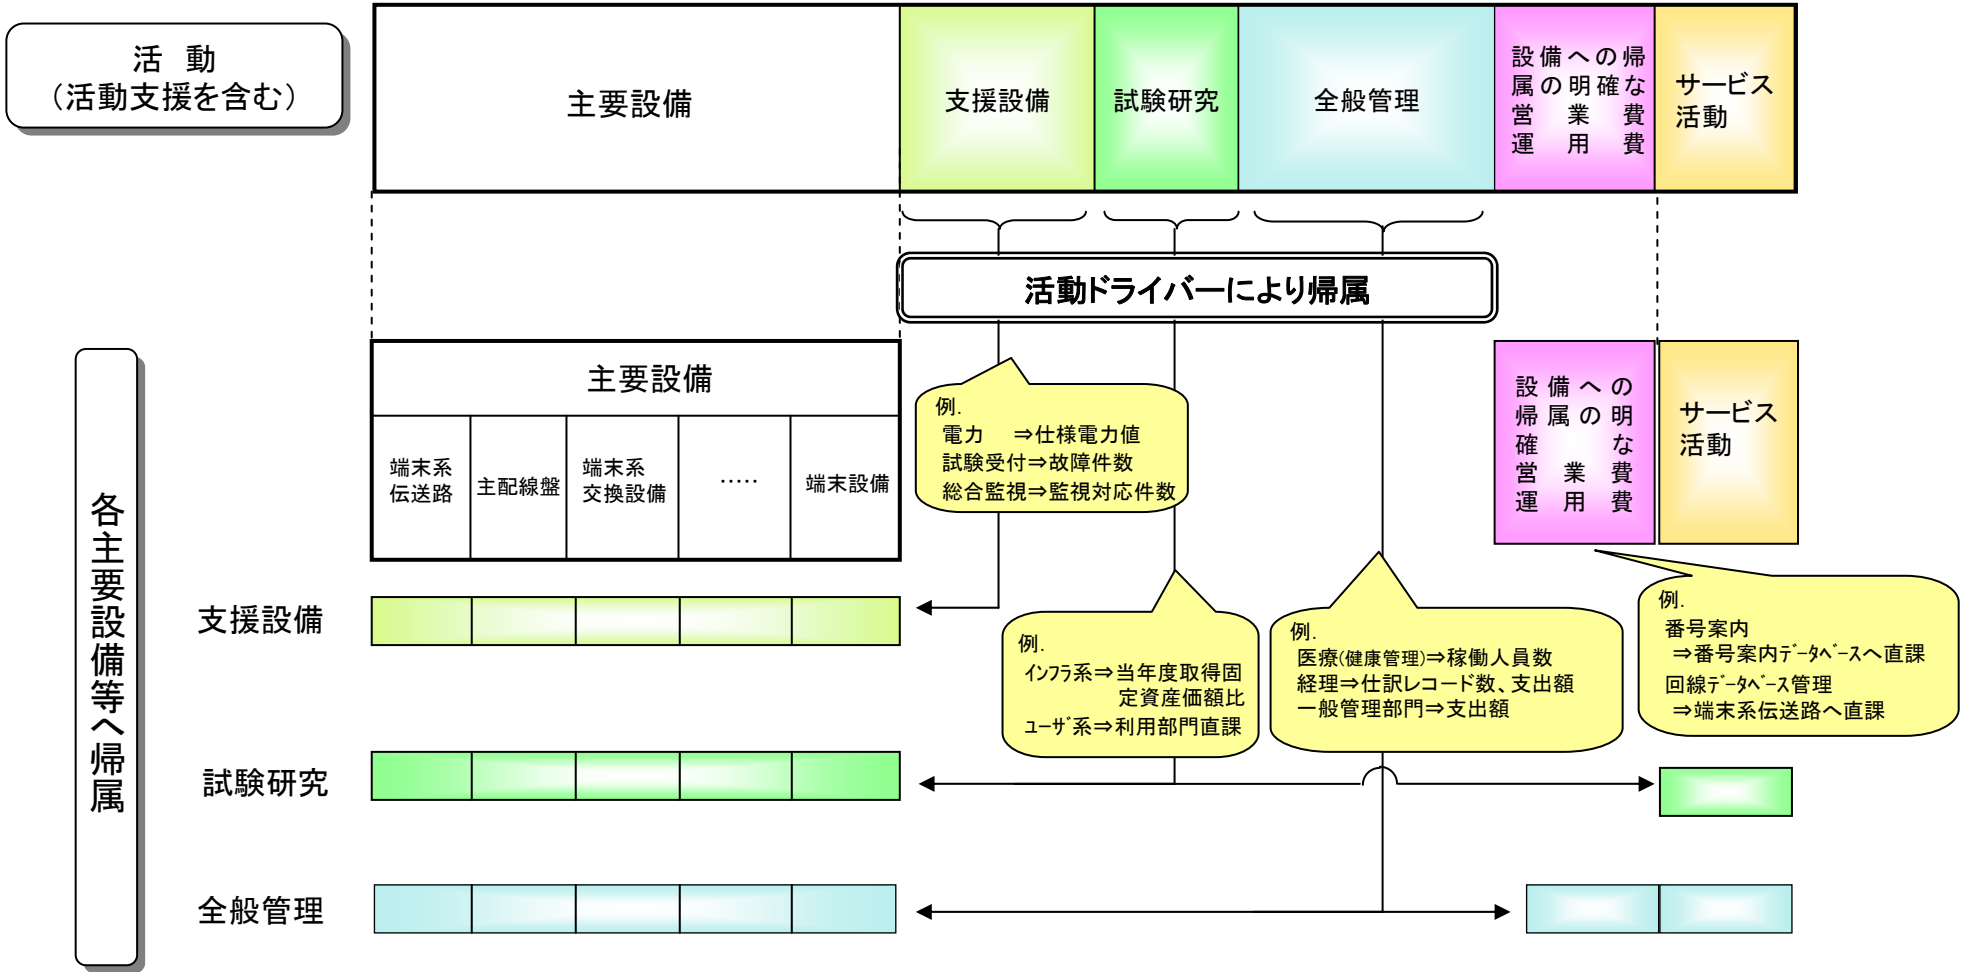 活 動
（活動支援を含む）
主要設備
支援設備
試験研究
全般管理
設備への帰
属の明確な
営業費
運用費
サービス
活動
活動ドライバーにより帰属
各主要設備等へ帰属
主要設備
端末系
伝送路
主配線盤
端末系
交換設備
‥‥‥
端末設備
例.
電力 ⇒仕様電力値
試験受付⇒故障件数
総合監視⇒監視対応件数
設備への
帰属の明
確な
営業費
運用費
サービス
活動
支援設備
例.
インフラ系⇒当年度取得固
定資産価額比
ユーザ系⇒利用部門直課
例.
医療(健康管理)⇒稼働人員数
経理⇒仕訳レコード数、支出額
一般管理部門⇒支出額
例.
番号案内
⇒番号案内データベースへ直課
回線データベース管理
⇒端末系伝送路へ直課
試験研究
全般管理